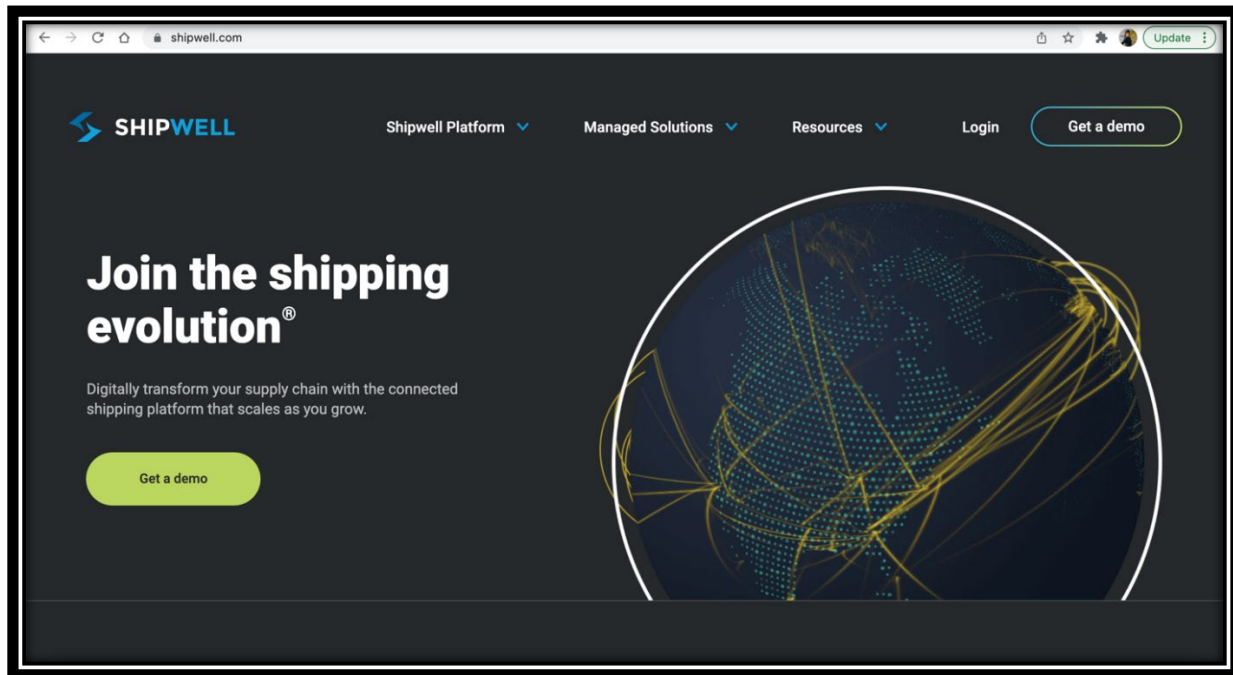 shipwell.com
Update
SHIPWELL
Shipwell Platform
Managed Solutions
Resources
Login
Get a demo
Join the shipping
evolution®
Digitally transform your supply chain with the connected
shipping platform that scales as you grow.
Get a demo